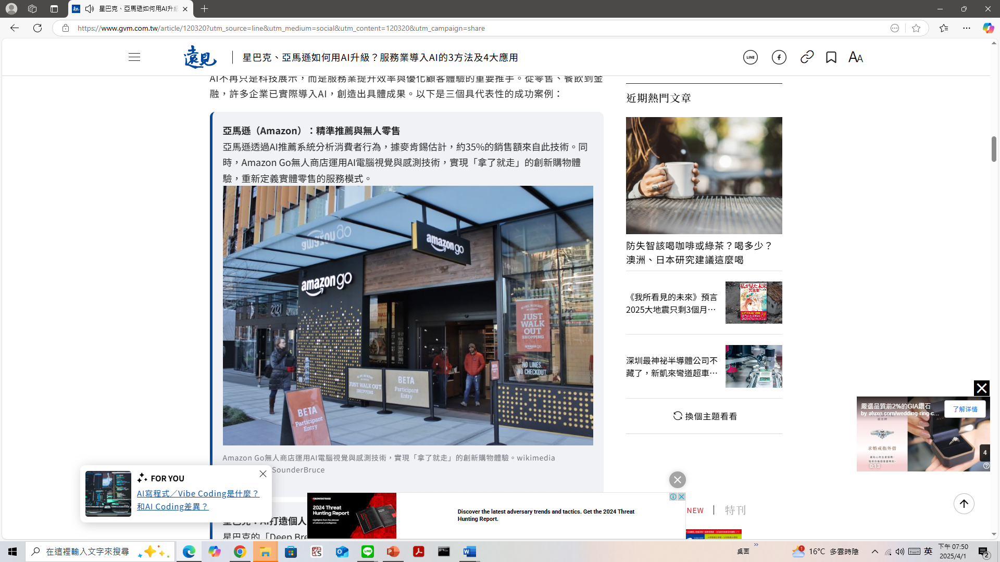 星巴克、亞馬遜如何用AI升級
https://www.gvm.com.tw/article/120320?utm_source=line&utm_medium=social&utm_content=120320&utm_campaign=share
遠見
星巴克、亞馬遜如何用AI升級？服務業導入AI的3方法及4大應用
LINE
AI不再只是科技展示，而是服務業提升效率與優化顧客體驗的重要推手。從零售、餐飲到金
融，許多企業已實際導入AI，創造出具體成果。以下是三個具代表性的成功案例：
亞馬遜（Amazon）：精準推薦與無人零售
亞馬遜透過AI推薦系統分析消費者行為，據麥肯錫估計，約35%的銷售額來自此技術。同
時，Amazon Go無人商店運用AI電腦視覺與感測技術，實現「拿了就走」的創新購物體
驗，重新定義實體零售的服務模式。
amazon go
amazon go
2121
JUST
WALK
OUT
SHOPPING
amazon go
NO LINES.
NO CHECKOUT
JUST WALK OUT
SHOPPING
BETA
Participant
Entry
BETA
Participant
Entry
Amazon Go無人商店運用AI電腦視覺與感測技術，實現「拿了就走」的創新購物體驗。wikimedia
SounderBruce
星巴克：AI打造個人
星巴克的「Deep Bre
近期熱門文章
防失智該喝咖啡或綠茶？喝多少？
澳洲、日本研究建議這麼喝
《我所看見的未來》預言
2025大地震只剩3個月…
私が見た未来
完全版
深圳最神祕半導體公司不
藏了，新凱來彎道超車…
換個主題看看
嚴選品質前2%的GIA鑽石
by aluxe.com/wedding-ring-c...
了解详情
求婚戒指外借
0:13
4
FOR YOU
AI寫程式／Vibe Coding是什麼？
和AI Coding差異？
CROWDSTRIKE
2024 Threat
Hunting Report
Discover the latest adversary trends and tactics. Get the 2024 Threat
Hunting Report.
NEW
特刊
在這裡輸入文字來搜尋
桌面
1
16°C 多雲時陰
英
下午 07:50
2025/4/1
2